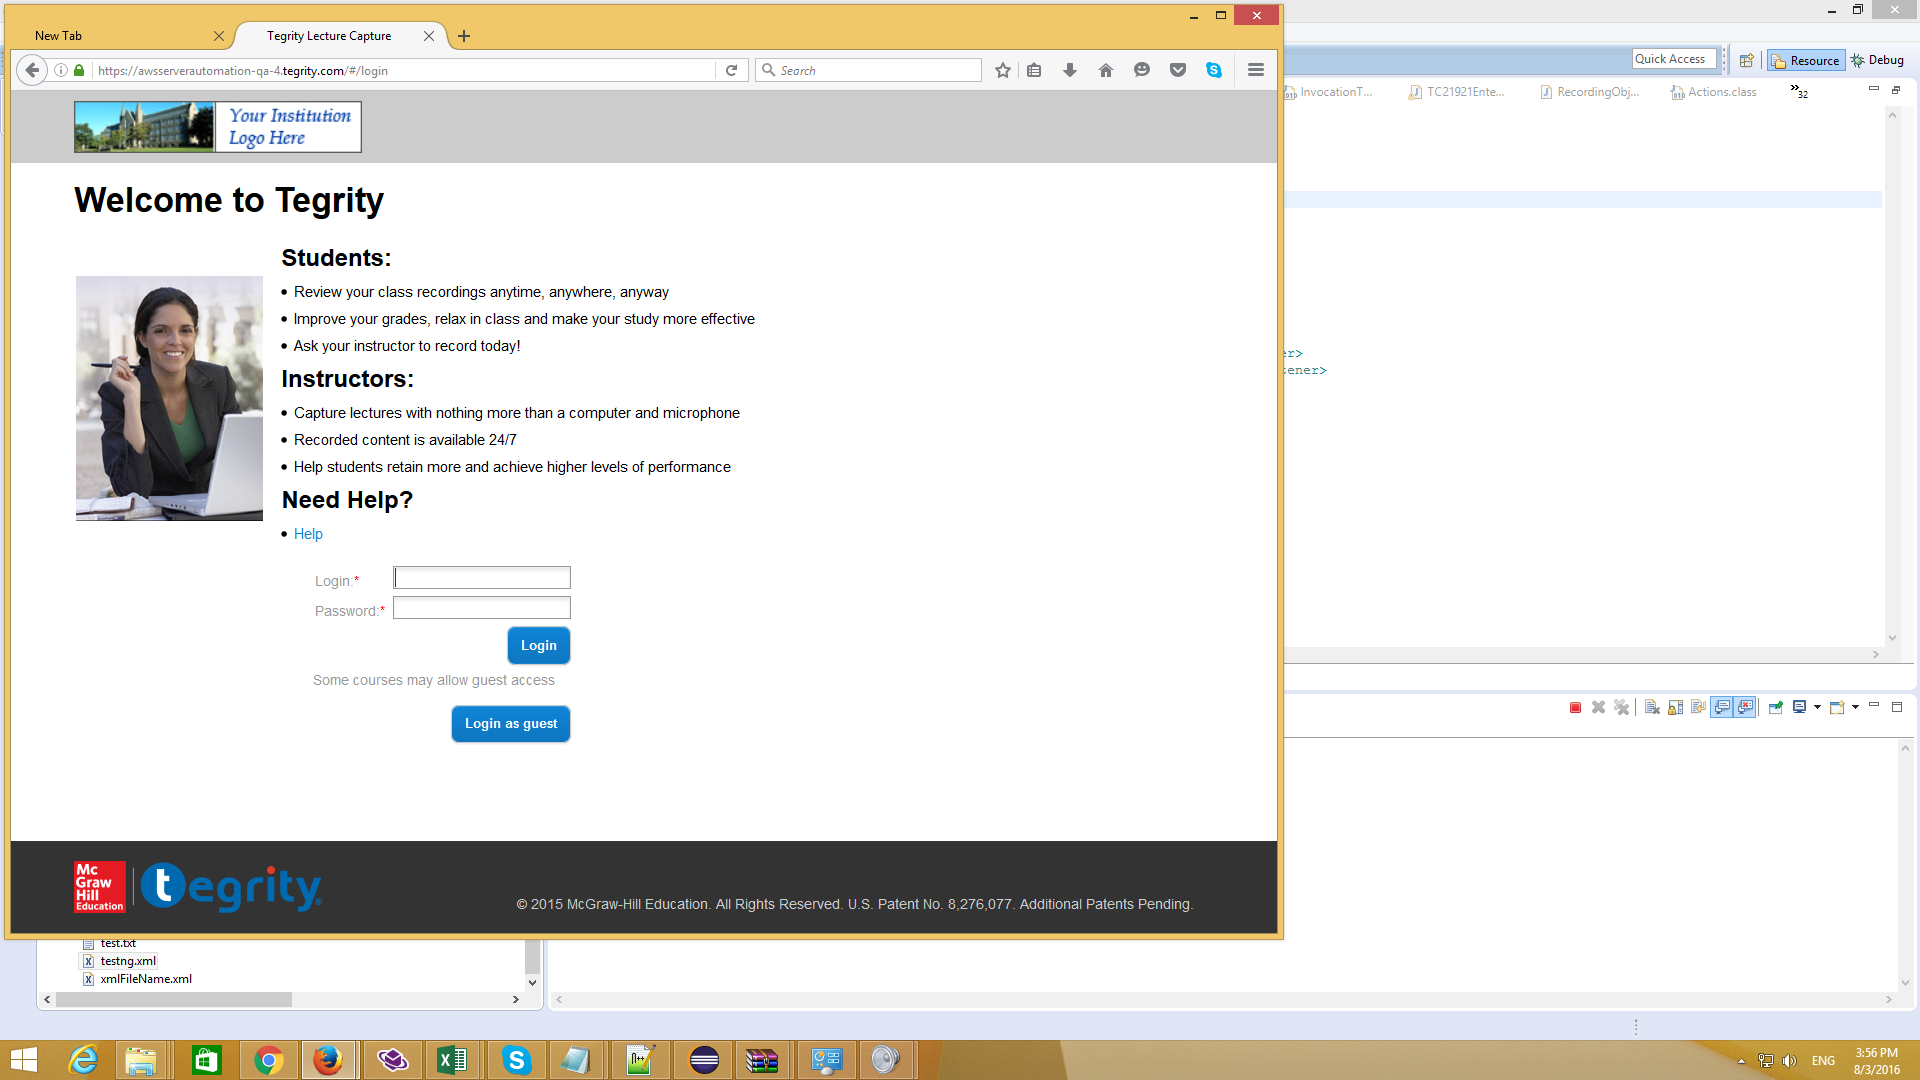 New Tab
Tegrity Lecture Capture
https://awsserverautomation-qa-4.tegrity.com/#/login
Search
Quick Access
Resource
Debug
InvocationT...
TC21921Ente...
RecordingObj...
Actions.class
32
Your Institution
Logo Here
Welcome to Tegrity
Students:
Review your class recordings anytime, anywhere, anyway
Improve your grades, relax in class and make your study more effective
Ask your instructor to record today!
er>
tener>
Instructors:
Capture lectures with nothing more than a computer and microphone
Recorded content is available 24/7
Help students retain more and achieve higher levels of performance
Need Help?
Help
Login:*
Password:*
Login
Some courses may allow guest access
Login as guest
Mc
Graw
Hill
Education
tegrity
© 2015 McGraw-Hill Education. All Rights Reserved. U.S. Patent No. 8,276,077. Additional Patents Pending.
test.txt
testng.xml
xmlFileName.xml
ENG
3:56 PM
8/3/2016